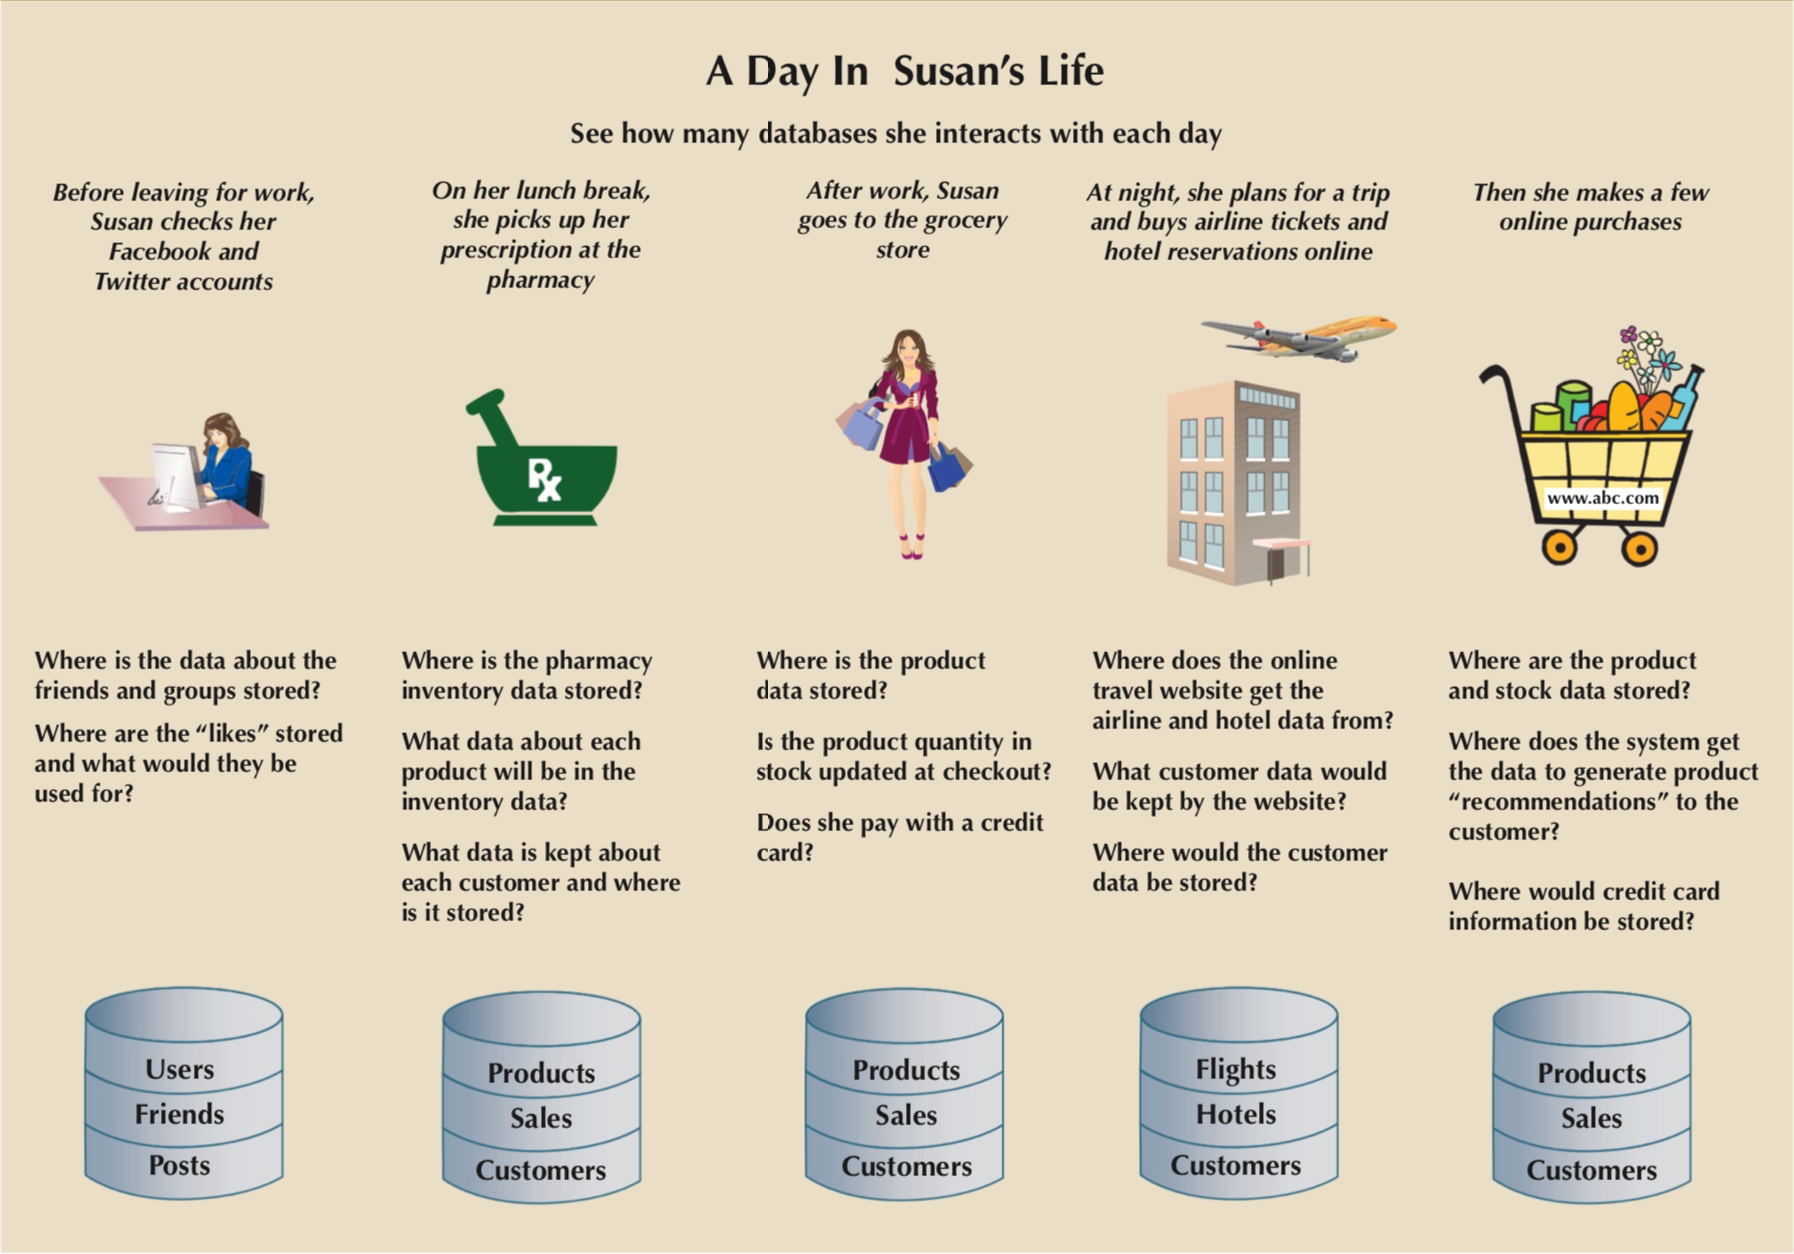 A Day In Susan's Life
See how many databases she interacts with each day
Before leaving for work,
Susan checks her
Facebook and
Twitter accounts
On her lunch break,
she picks up her
prescription at the
pharmacy
After work, Susan
goes to the grocery
store
At night, she plans for a trip
and buys airline tickets and
hotel reservations online
Then she makes a few
online purchases
Rx
www.abc.com
Where is the data about the
friends and groups stored?
Where are the “likes” stored
and what would they be
used for?
Where is the pharmacy
inventory data stored?
What data about each
product will be in the
inventory data?
What data is kept about
each customer and where
is it stored?
Where is the product
data stored?
Is the product quantity in
stock updated at checkout?
Does she pay with a credit
card?
Where does the online
travel website get the
airline and hotel data from?
What customer data would
be kept by the website?
Where would the customer
data be stored?
Where are the product
and stock data stored?
Where does the system get
the data to generate product
“recommendations” to the
customer?
Where would credit card
information be stored?
Users
Friends
Posts
Products
Sales
Customers
Products
Sales
Customers
Flights
Hotels
Customers
Products
Sales
Customers